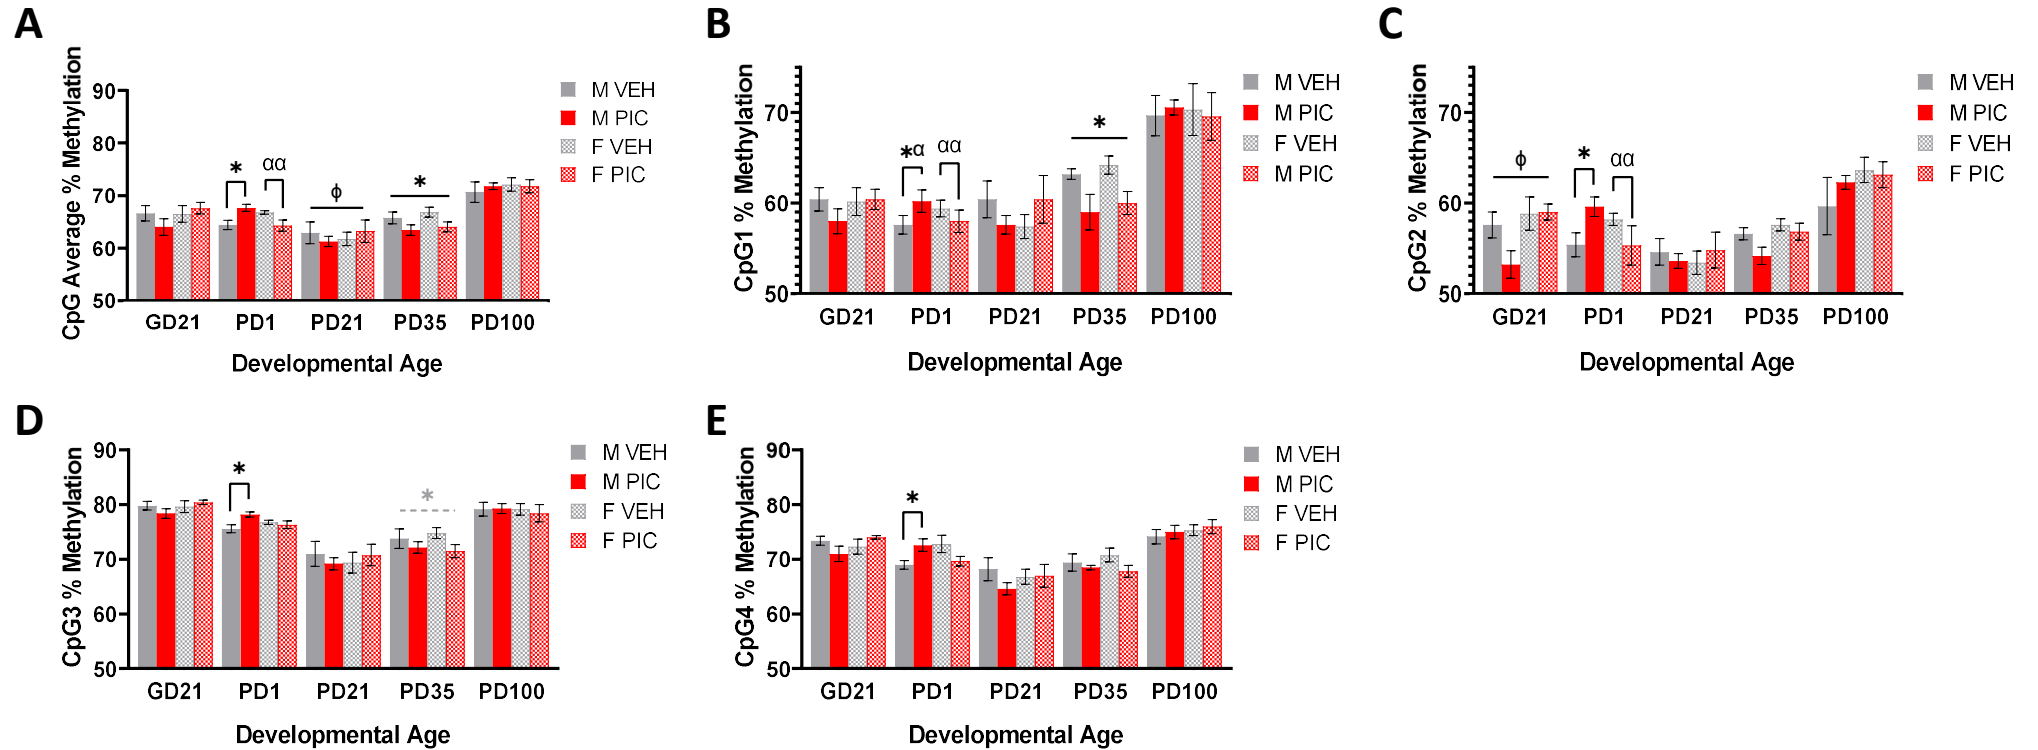 A
CpG Average % Methylation
90
80
70
60
50
* αα ϕ *
GD21 PD1 PD21 PD35 PD100
Developmental Age
M VEH
M PIC
F VEH
F PIC
B
CpG1 % Methylation
70
60
50
*α αα *
GD21 PD1 PD21 PD35 PD100
Developmental Age
M VEH
M PIC
F VEH
M PIC
C
CpG2 % Methylation
70
60
50
ϕ * αα
GD21 PD1 PD21 PD35 PD100
Developmental Age
M VEH
M PIC
F VEH
M PIC
D
CpG3 % Methylation
90
80
70
60
50
* *
GD21 PD1 PD21 PD35 PD100
Developmental Age
M VEH
M PIC
F VEH
F PIC
E
CpG4 % Methylation
90
80
70
60
50
*
GD21 PD1 PD21 PD35 PD100
Developmental Age
M VEH
M PIC
F VEH
F PIC